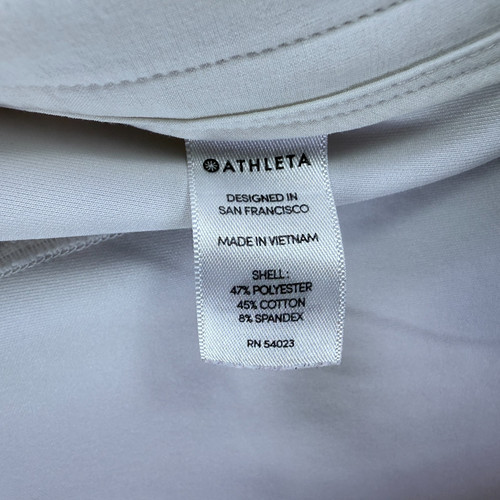 ATHLETA
DESIGNED IN
SAN FRANCISCO
MADE IN VIETNAM
SHELL :
47% POLYESTER
45% COTTON
8% SPANDEX
RN 54023